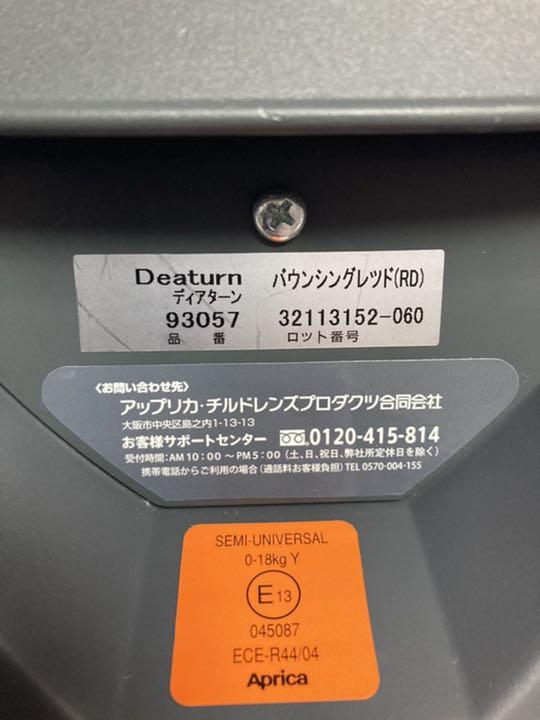 Deaturn バウンシングレッド(RD)
ディアターン
93057 32113152-060
品番 ロット番号
〈お問い合わせ先〉
アップリカ・チルドレンズプロダクツ合同会社
大阪市中央区島之内1-13-13
お客様サポートセンター 0120-415-814
受付時間:AM10:00～PM5:00(土、日、祝日、弊社所定休日を除く)
携帯電話からご利用の場合(通話料お客様負担) TEL 0570-004-155
SEMI-UNIVERSAL
0-18kg Y
E13
045087
ECE-R44/04
Aprica